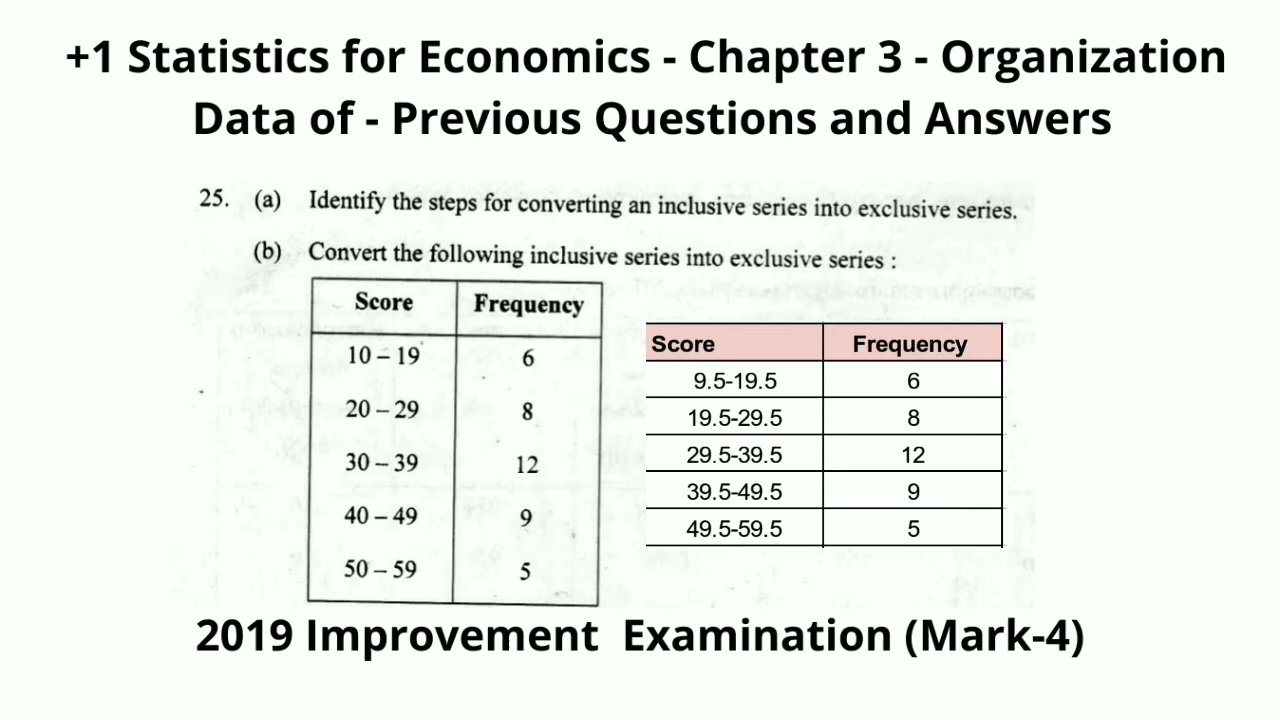 +1 Statistics for Economics - Chapter 3 - Organization
Data of - Previous Questions and Answers
25. (a) Identify the steps for converting an inclusive series into exclusive series.
(b) Convert the following inclusive series into exclusive series :
Score Frequency
10 – 19 6
20 – 29 8
30 – 39 12
40 – 49 9
50 – 59 5
Score Frequency
9.5-19.5 6
19.5-29.5 8
29.5-39.5 12
39.5-49.5 9
49.5-59.5 5
2019 Improvement Examination (Mark-4)